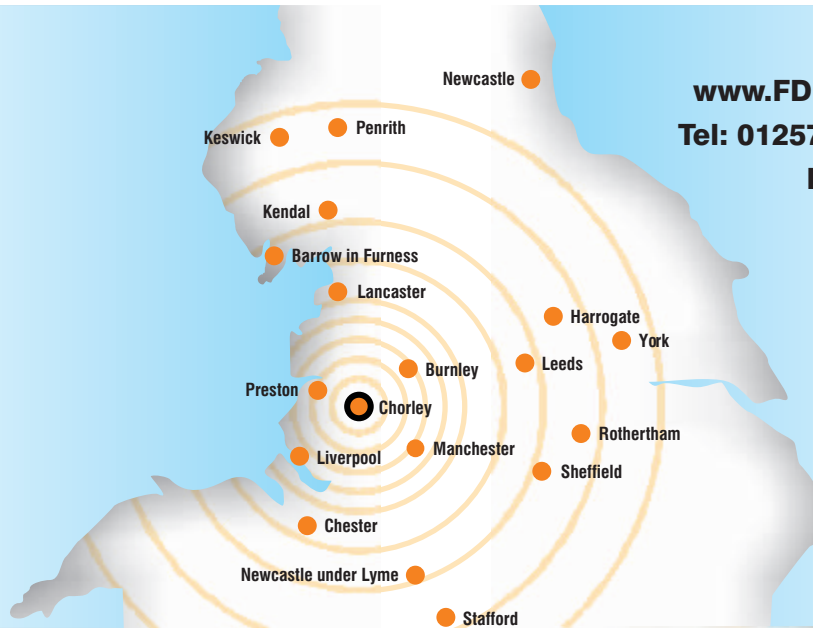 Newcastle
www.FD
Tel: 01257
Penrith
Keswick
Kendal
Barrow in Furness
Lancaster
Harrogate
York
Leeds
Burnley
Preston
Chorley
Rothertham
Manchester
Liverpool
Sheffield
Chester
Newcastle under Lyme
Stafford